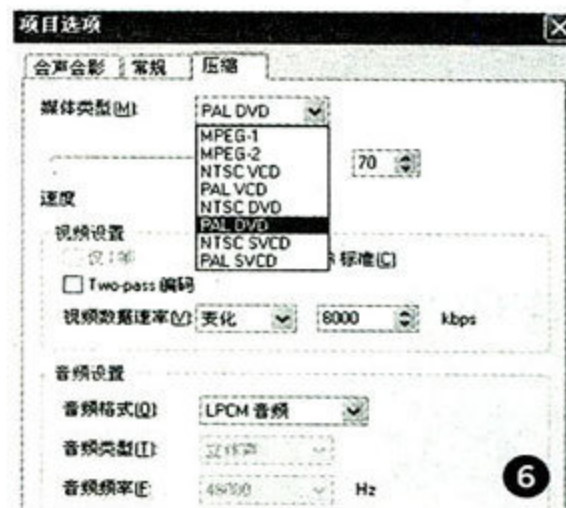 项目选项
会声会影 常规 压缩
媒体类型(M): PAL DVD
MPEG-1
MPEG-2
NTSC VCD
PAL VCD
NTSC DVD
PAL DVD
NTSC SVCD
PAL SVCD
70
速度
视频设置
标准(C)
Two-pass 编码
视频数据速率(V): 变化 8000 kbps
音频设置
音频格式(O): LPCM 音频
音频类型(T): 立体声
音频频率(E: 48000 Hz
6